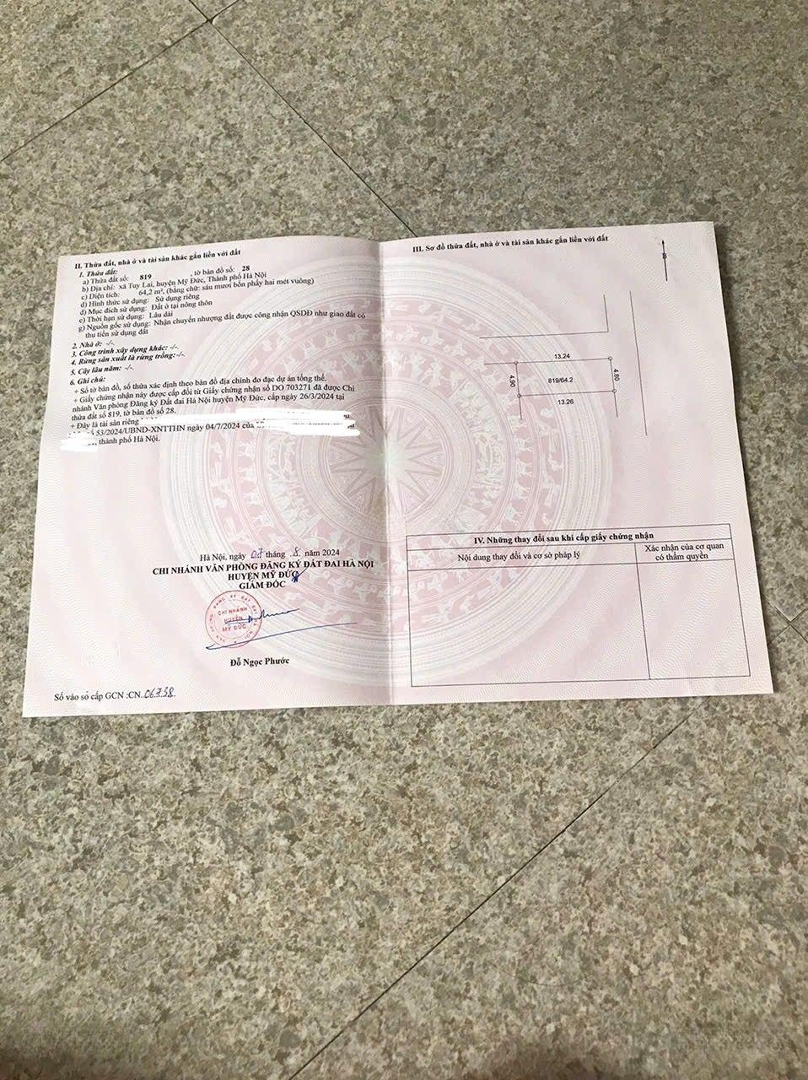 II. Thửa đất, nhà ở và tài sản khác gắn liền với đất
1. Thửa đất:
a) Thửa đất số: 819 , tờ bản đồ số: 28
b) Địa chỉ: xã Tuy Lai, huyện Mỹ Đức, Thành phố Hà Nội
c) Diện tích: 64,2 m², (bằng chữ: sáu mươi bốn phẩy hai mét vuông)
d) Hình thức sử dụng: Sử dụng riêng
đ) Mục đích sử dụng: Đất ở tại nông thôn
e) Thời hạn sử dụng: Lâu dài
g) Nguồn gốc sử dụng: Nhận chuyển nhượng đất được công nhận QSDĐ như giao đất có
thu tiền sử dụng đất
2. Nhà ở: -/-
3. Công trình xây dựng khác: -/-
4. Rừng sản xuất là rừng trồng:-/-.
5. Cây lâu năm: -/-
6. Ghi chú:
+ Số tờ bản đồ, số thửa xác định theo bản đồ địa chính đo đạc dự án tổng thể.
+ Giấy chứng nhận này được cấp đổi từ Giấy chứng nhận số DO 703271 đã được Chi
nhánh Văn phòng Đăng ký Đất đai Hà Nội huyện Mỹ Đức, cấp ngày 26/3/2024 tại
thửa đất số 819, tờ bản đồ số 28.
+ Đây là tài sản riêng
53/2024/UBND-XNTTHN ngày 04/7/2024 của
, thành phố Hà Nội.
Hà Nội, ngày 07 tháng 8. năm 2024
CHI NHÁNH VĂN PHÒNG ĐĂNG KÝ ĐẤT ĐAI HÀ NỘI
HUYỆN MỸ ĐỨC
GIÁM ĐỐC
CHI NHÁNH
HUYỆN
MỸ ĐỨC
Đỗ Ngọc Phước
Số vào sổ cấp GCN :CN.06758.
III. Sơ đồ thửa đất, nhà ở và tài sản khác gắn liền với đất
B
13.24
4.90
819/64.2
4.80
13.26
IV. Những thay đổi sau khi cấp giấy chứng nhận
Nội dung thay đổi và cơ sở pháp lý
Xác nhận của cơ quan
có thẩm quyền